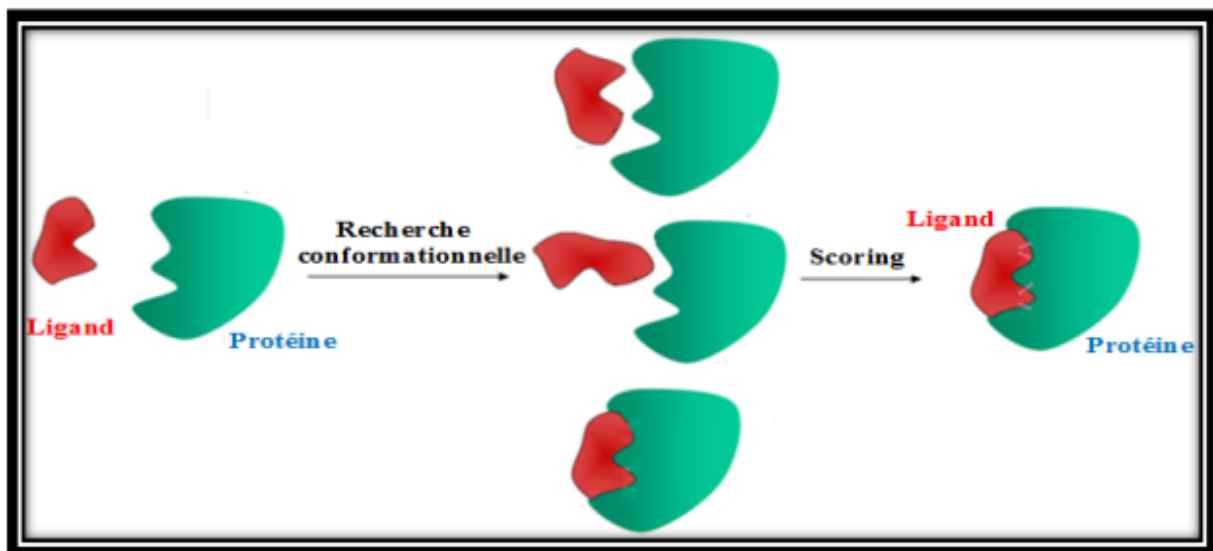 Ligand
Protéine
Recherche
conformationnelle
Scoring
Ligand
Protéine